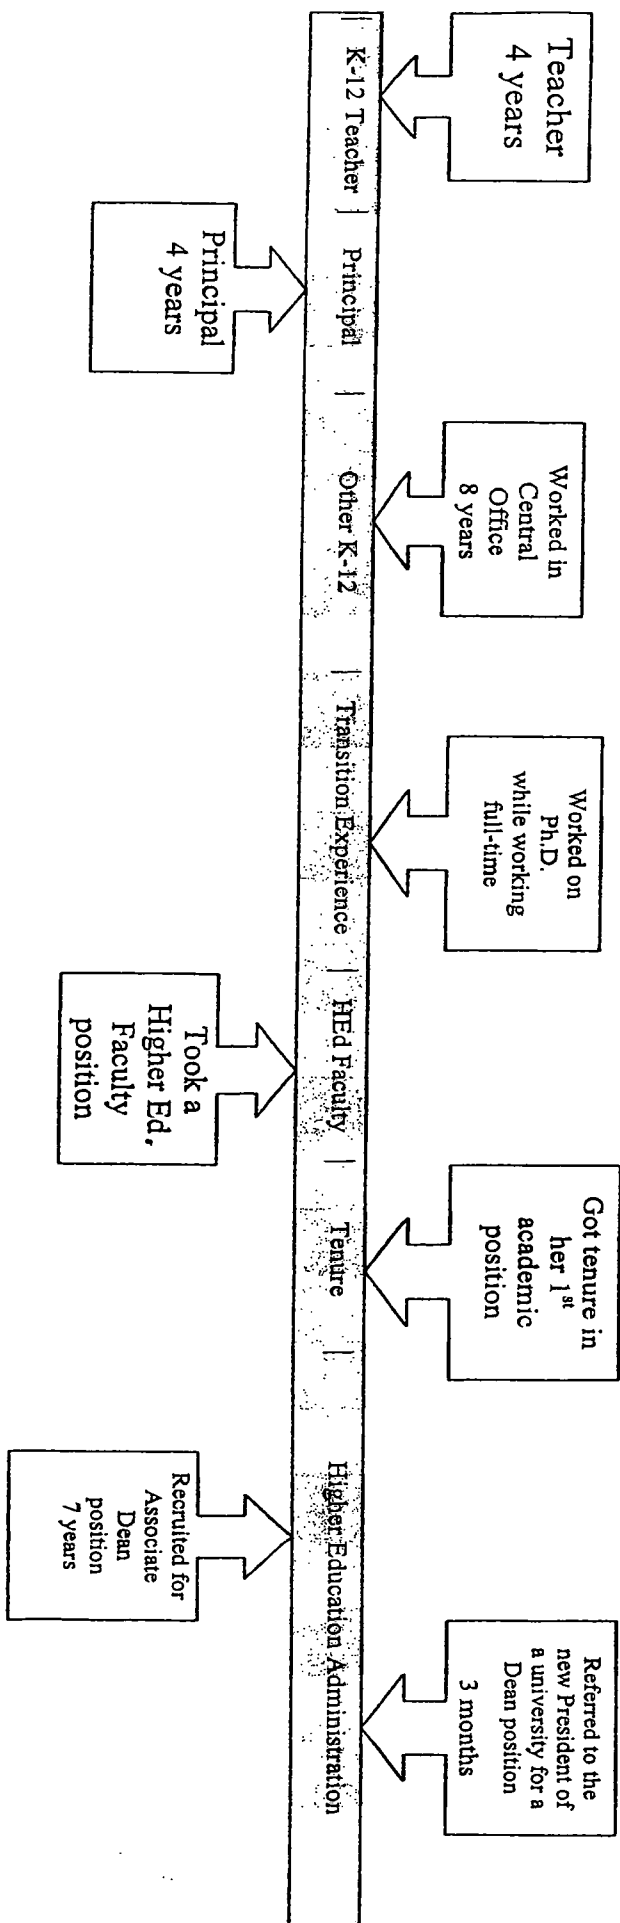 Teacher
4 years
Worked in
Central
Office
8 years
Worked on
Ph.D.
while working
full-time
Got tenure in
her 1st
academic
position
Referred to the
new President of
a university for a
Dean position
3 months
| K-12 Teacher | Principal | Other K-12 | Transition Experience | HEd Faculty | Tenure | Higher Education Administration
Principal
4 years
Took a
Higher Ed.
Faculty
position
Recruited for
Associate
Dean
position
7 years